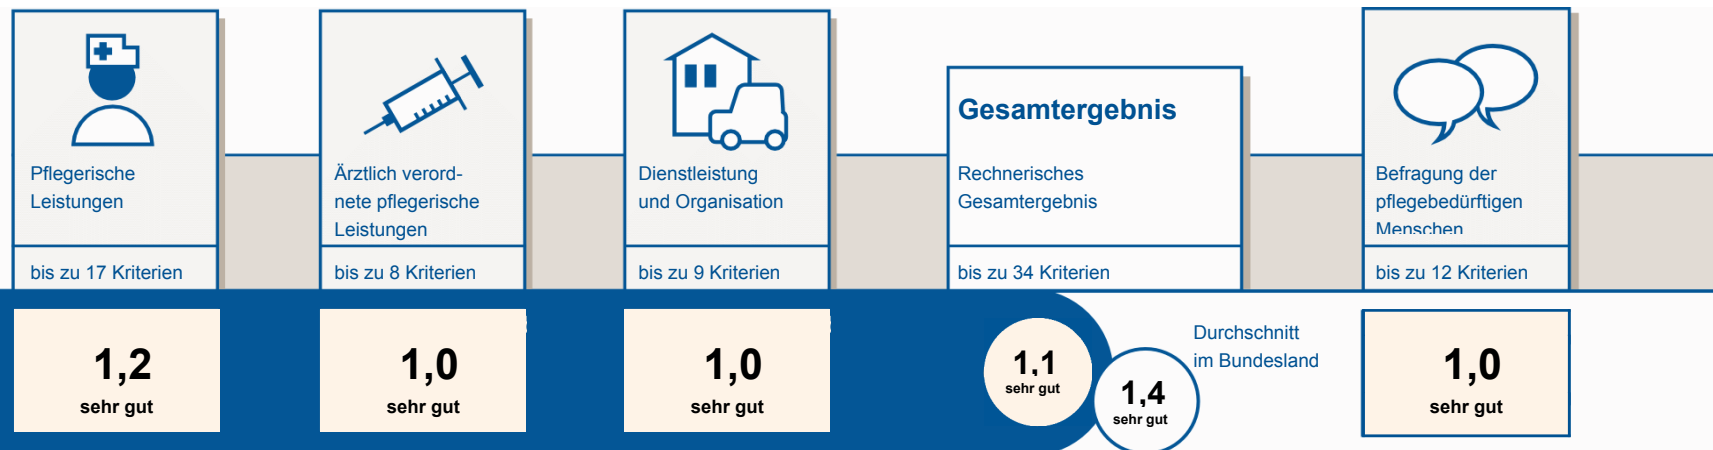 Pflegerische
Leistungen
bis zu 17 Kriterien
1,2
sehr gut
Ärztlich verord-
nete pflegerische
Leistungen
bis zu 8 Kriterien
1,0
sehr gut
Dienstleistung
und Organisation
bis zu 9 Kriterien
1,0
sehr gut
Gesamtergebnis
Rechnerisches
Gesamtergebnis
bis zu 34 Kriterien
1,1
sehr gut
1,4
sehr gut
Durchschnitt
im Bundesland
Befragung der
pflegebedürftigen
Menschen
bis zu 12 Kriterien
1,0
sehr gut